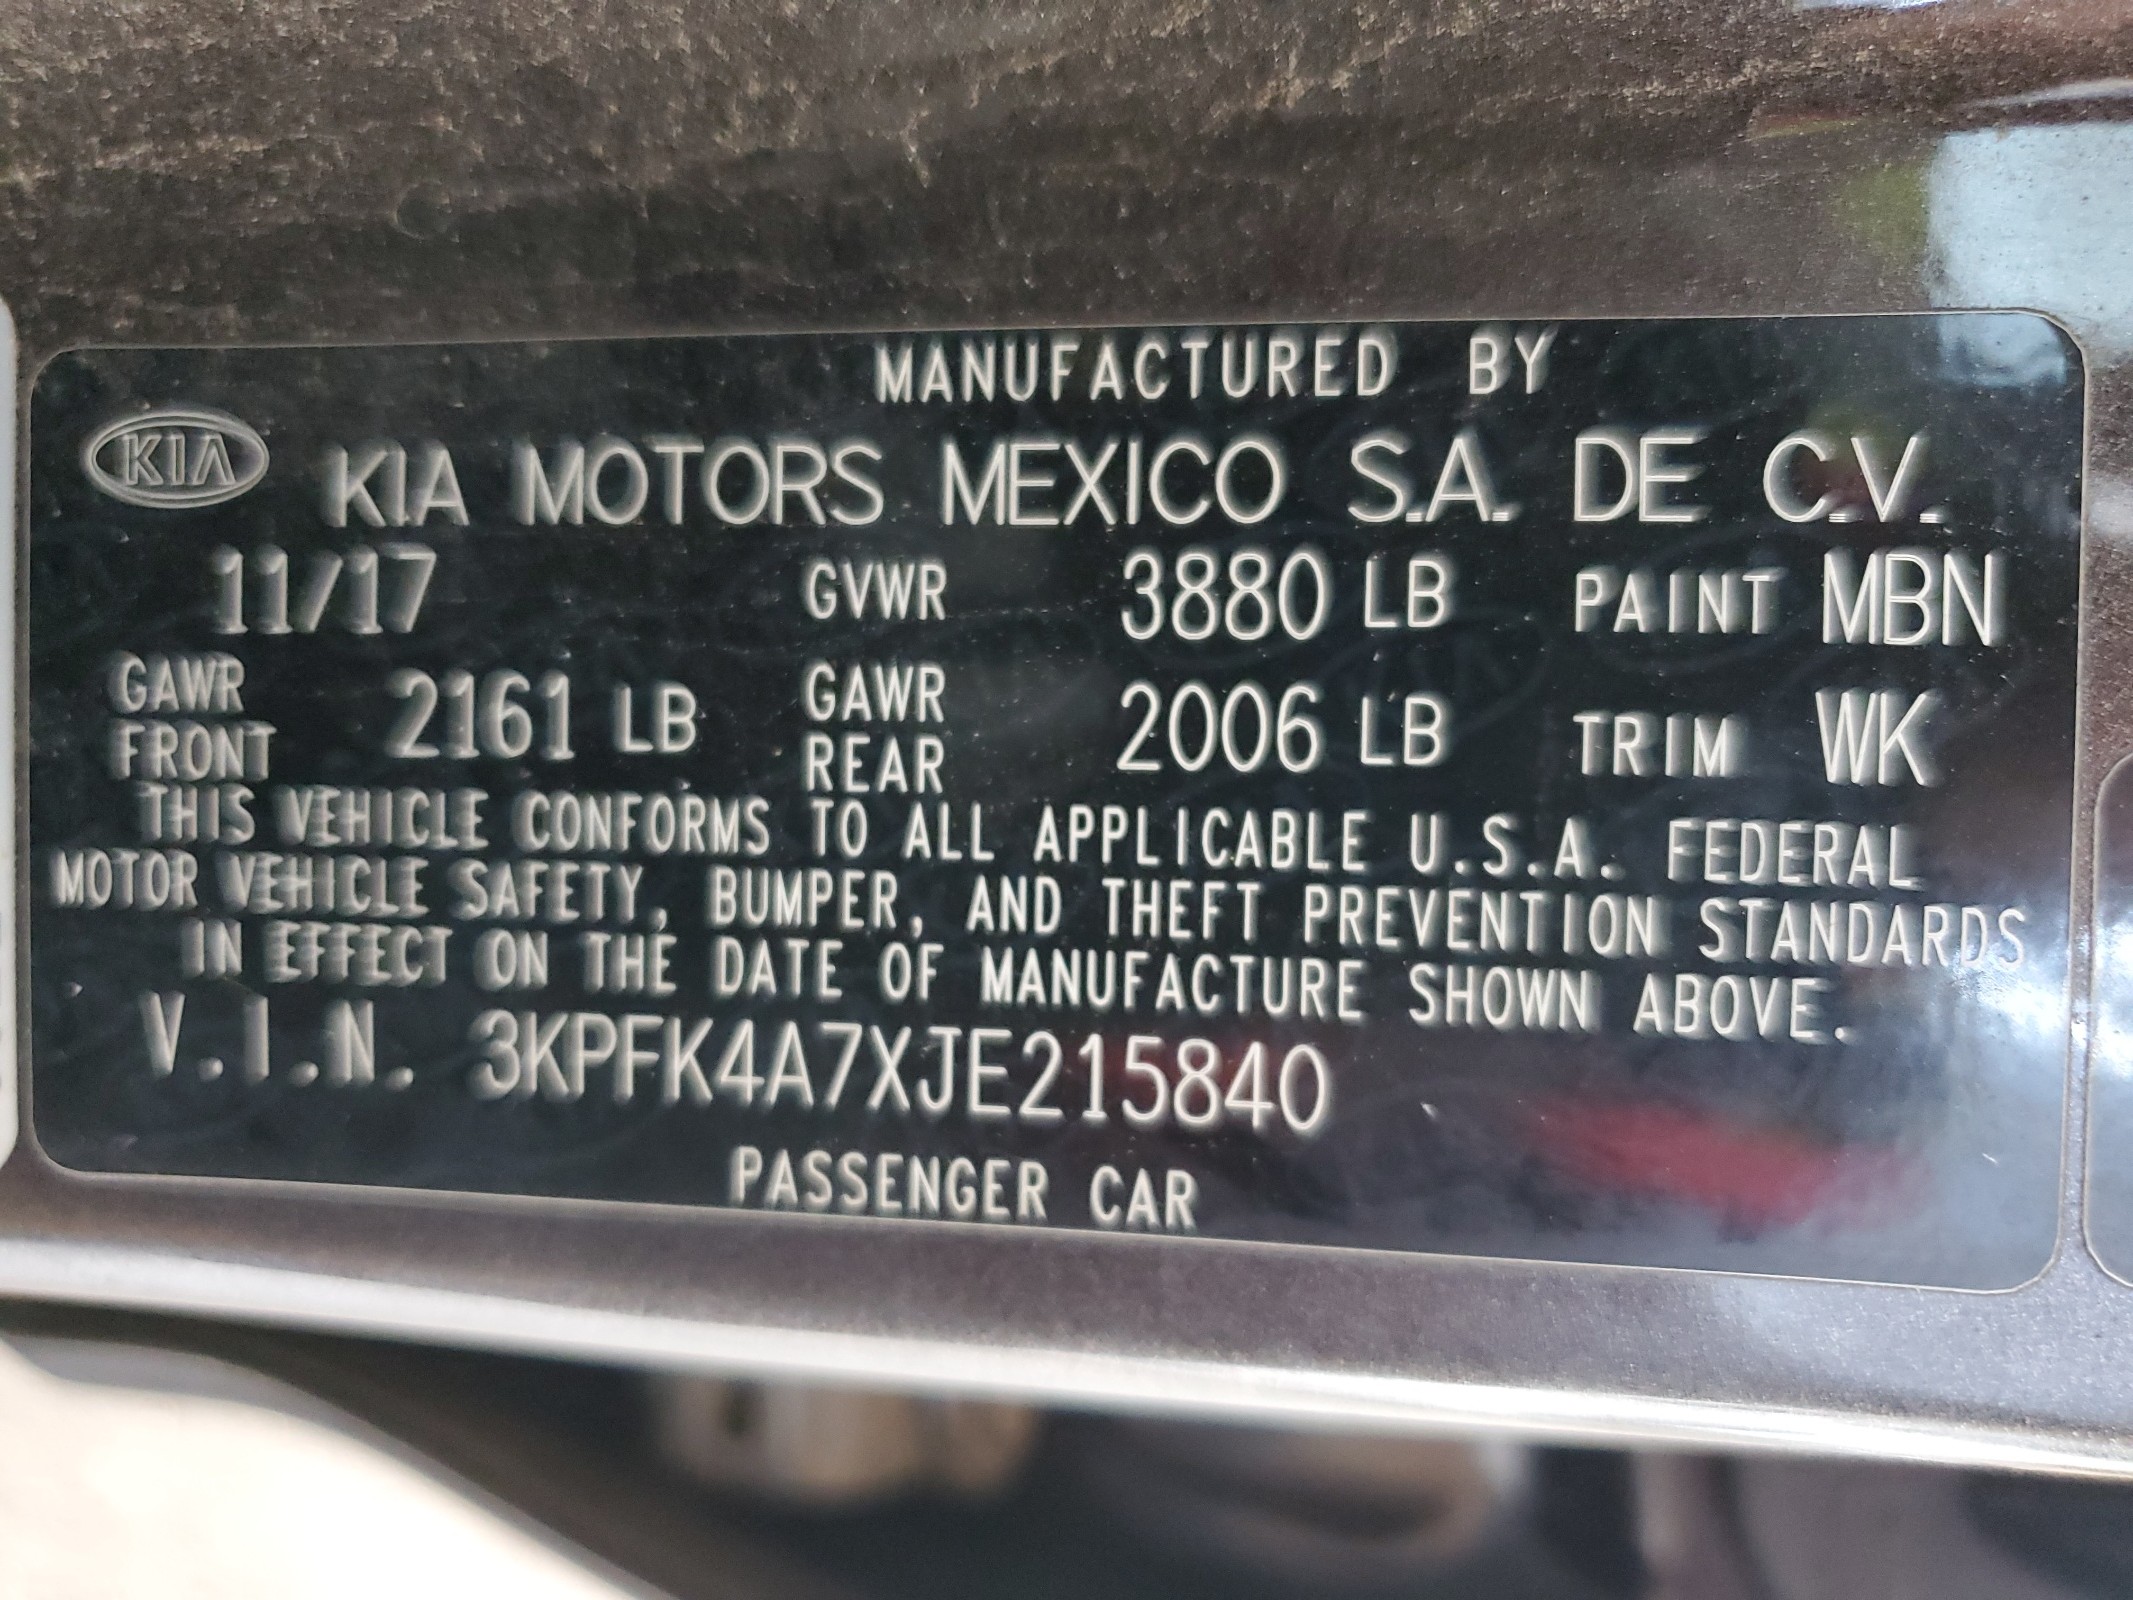 MANUFACTURED BY
KIA KIA MOTORS MEXICO S.A. DE C.V.
11/17 GVWR 3880 LB PAINT MBN
GAWR FRONT 2161 LB GAWR REAR 2006 LB TRIM WK
THIS VEHICLE CONFORMS TO ALL APPLICABLE U.S.A. FEDERAL
MOTOR VEHICLE SAFETY, BUMPER, AND THEFT PREVENTION STANDARDS
IN EFFECT ON THE DATE OF MANUFACTURE SHOWN ABOVE.
V.I.N. 3KPFK4A7XJE215840
PASSENGER CAR